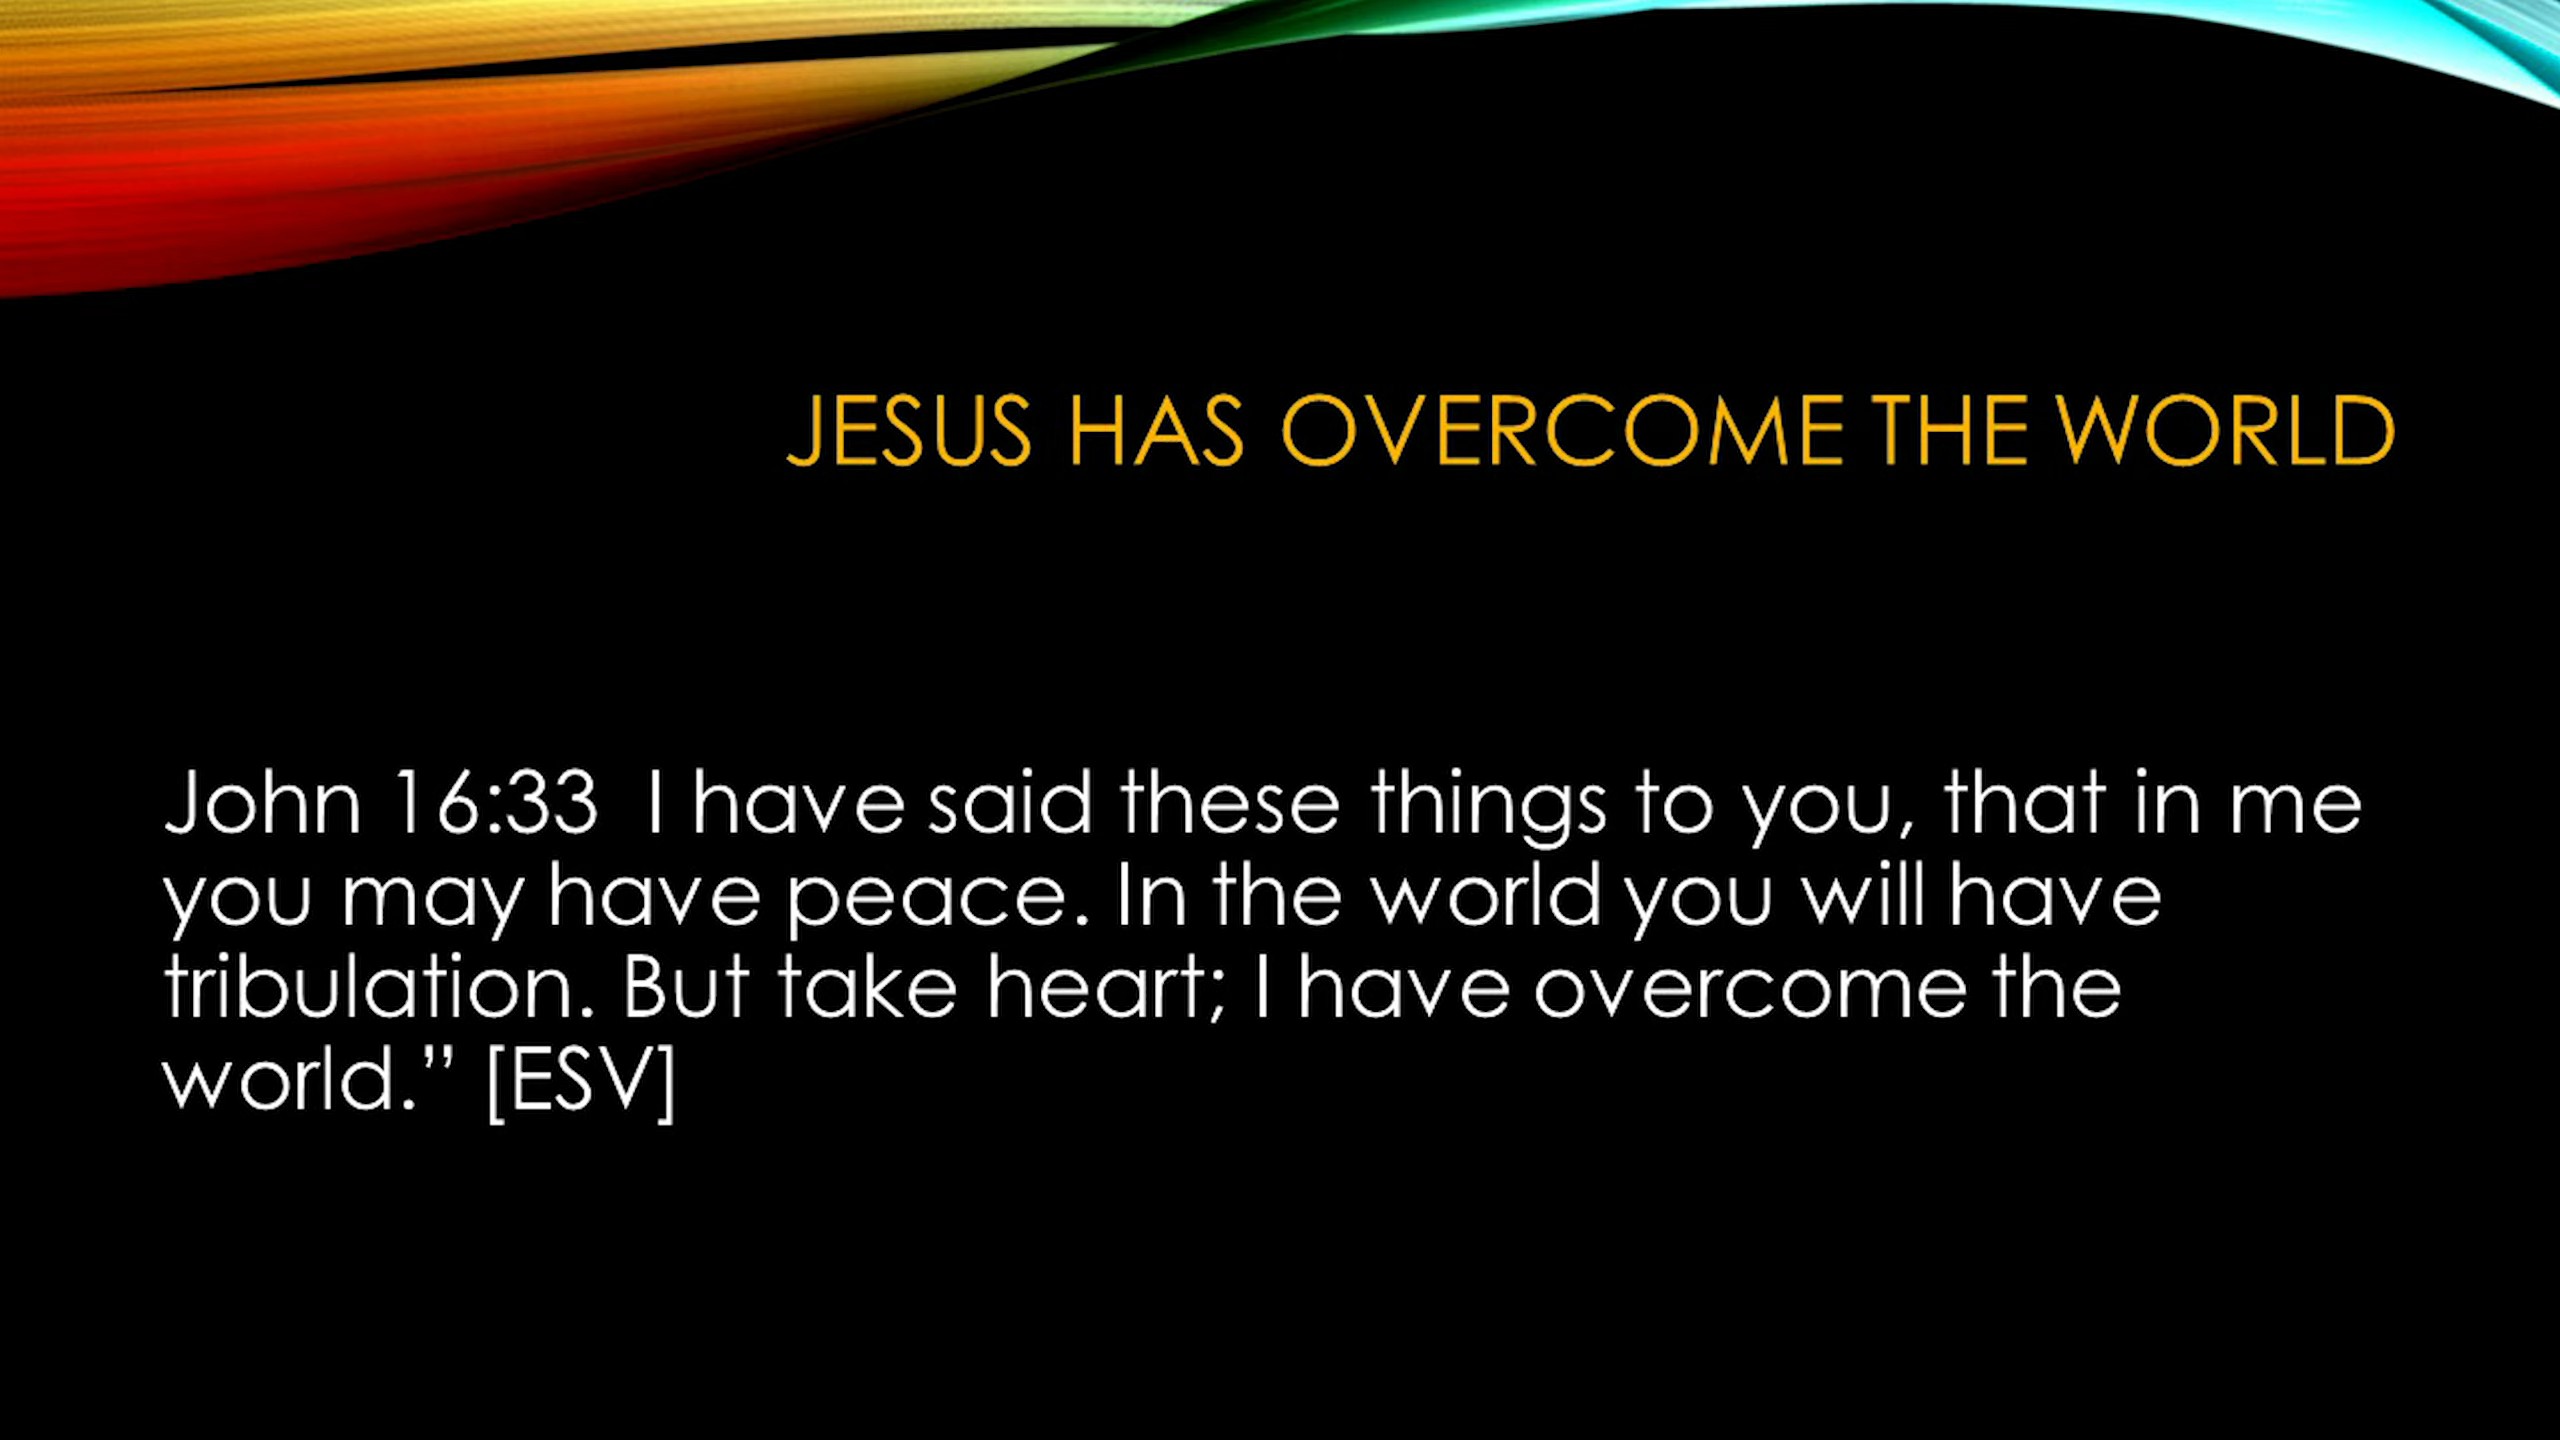 JESUS HAS OVERCOME THE WORLD
John 16:33  I have said these things to you, that in me
you may have peace. In the world you will have
tribulation. But take heart; I have overcome the
world.” [ESV]